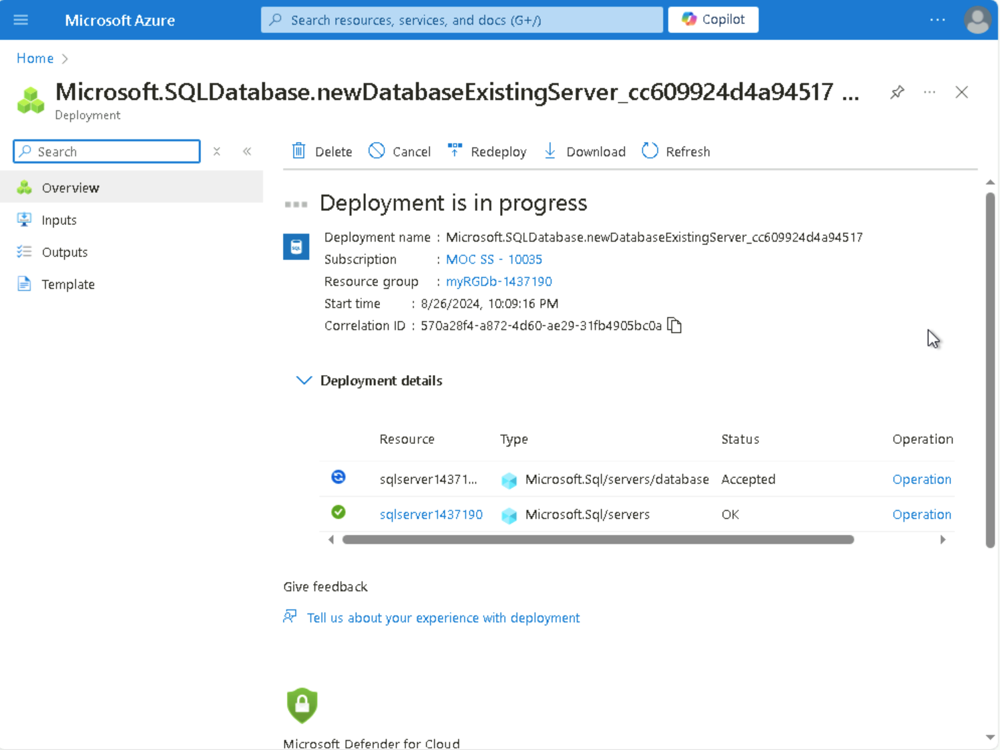 Microsoft Azure
Search resources, services, and docs (G+/)
Copilot
Home
Microsoft.SQLDatabase.newDatabaseExistingServer_cc609924d4a94517 ...
Deployment
Search
Delete
Cancel
Redeploy
Download
Refresh
Overview
Inputs
Outputs
Template
Deployment is in progress
SQL
Deployment name : Microsoft.SQLDatabase.newDatabaseExistingServer_cc609924d4a94517
Subscription : MOC SS - 10035
Resource group : myRGDb-1437190
Start time : 8/26/2024, 10:09:16 PM
Correlation ID : 570a28f4-a872-4d60-ae29-31fb4905bc0a
Deployment details
Resource Type Status Operation
sqlserver14371... Microsoft.Sql/servers/database Accepted Operation
sqlserver1437190 Microsoft.Sql/servers OK Operation
Give feedback
Tell us about your experience with deployment
Microsoft Defender for Cloud